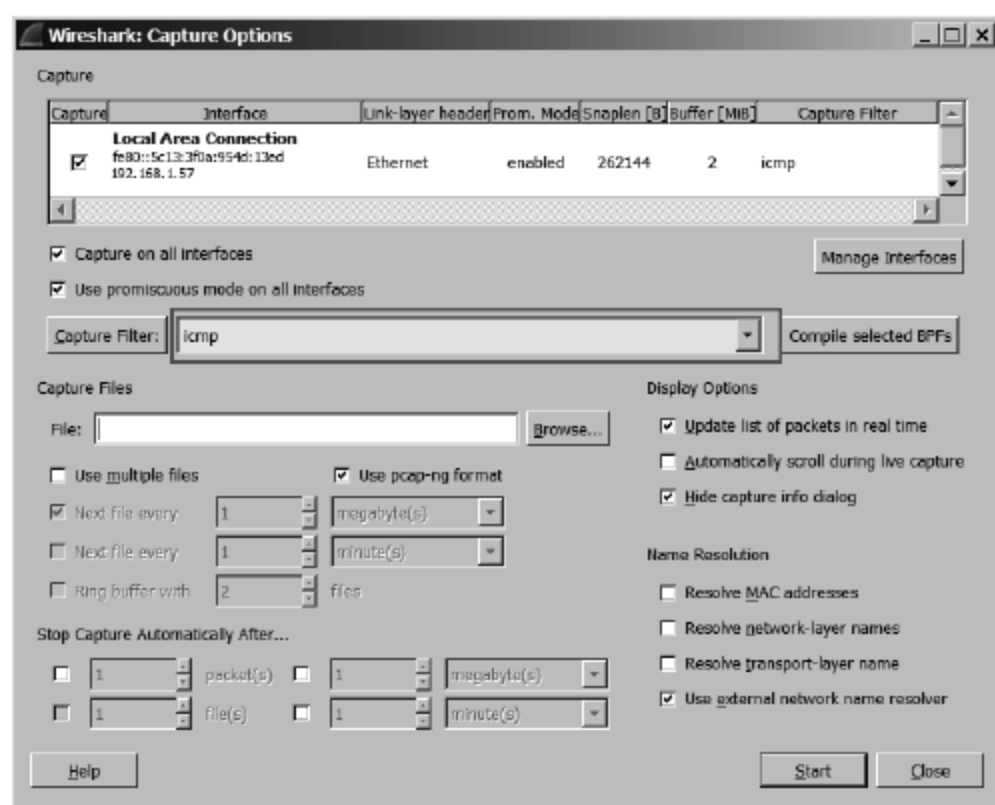 Wireshark: Capture Options
Capture
Capture Interface Link-layer header Prom. Mode Snaplen [B] Buffer [MiB] Capture Filter
Local Area Connection
fe80::5c13:3f0a:954d:13ed
192.168.1.57
Ethernet enabled 262144 2 icmp
Capture on all interfaces
Manage Interfaces
Use promiscuous mode on all interfaces
Capture Filter: icmp Compile selected BPFs
Capture Files
File: Browse...
Use multiple files Use pcap-ng format
Next file every 1 megabyte(s)
Next file every 1 minute(s)
Ring buffer with 2 files
Stop Capture Automatically After...
1 packet(s) 1 megabyte(s)
1 file(s) 1 minute(s)
Display Options
Update list of packets in real time
Automatically scroll during live capture
Hide capture info dialog
Name Resolution
Resolve MAC addresses
Resolve network-layer names
Resolve transport-layer name
Use external network name resolver
Help Start Close